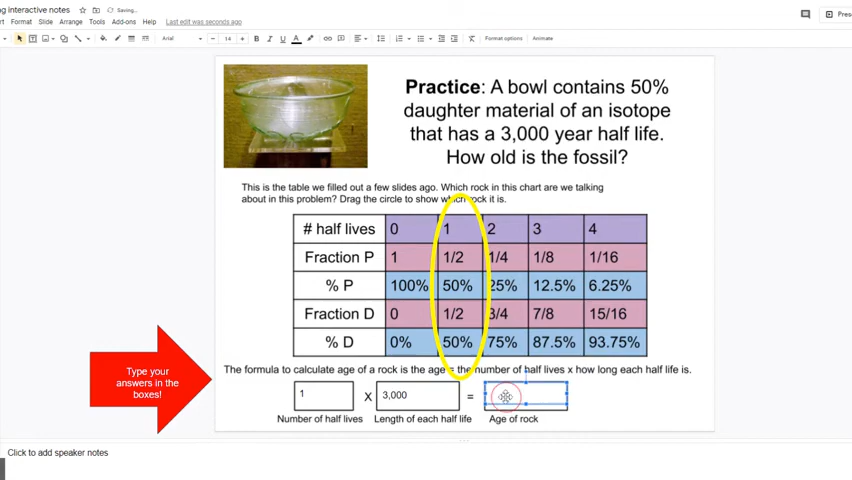 ng interactive notes
Saving...
rt Format Slide Arrange Tools Add-ons Help Last edit was seconds ago
Prese
Arial 14 Format options Animate
Practice: A bowl contains 50%
daughter material of an isotope
that has a 3,000 year half life.
How old is the fossil?
This is the table we filled out a few slides ago. Which rock in this chart are we talking
about in this problem? Drag the circle to show which rock it is.
# half lives 0 1 2 3 4
Fraction P 1 1/2 1/4 1/8 1/16
% P 100% 50% 25% 12.5% 6.25%
Fraction D 0 1/2 3/4 7/8 15/16
% D 0% 50% 75% 87.5% 93.75%
Type your
answers in the
boxes!
The formula to calculate age of a rock is the age = the number of half lives x how long each half life is.
1 X 3,000 =
Number of half lives Length of each half life Age of rock
Click to add speaker notes